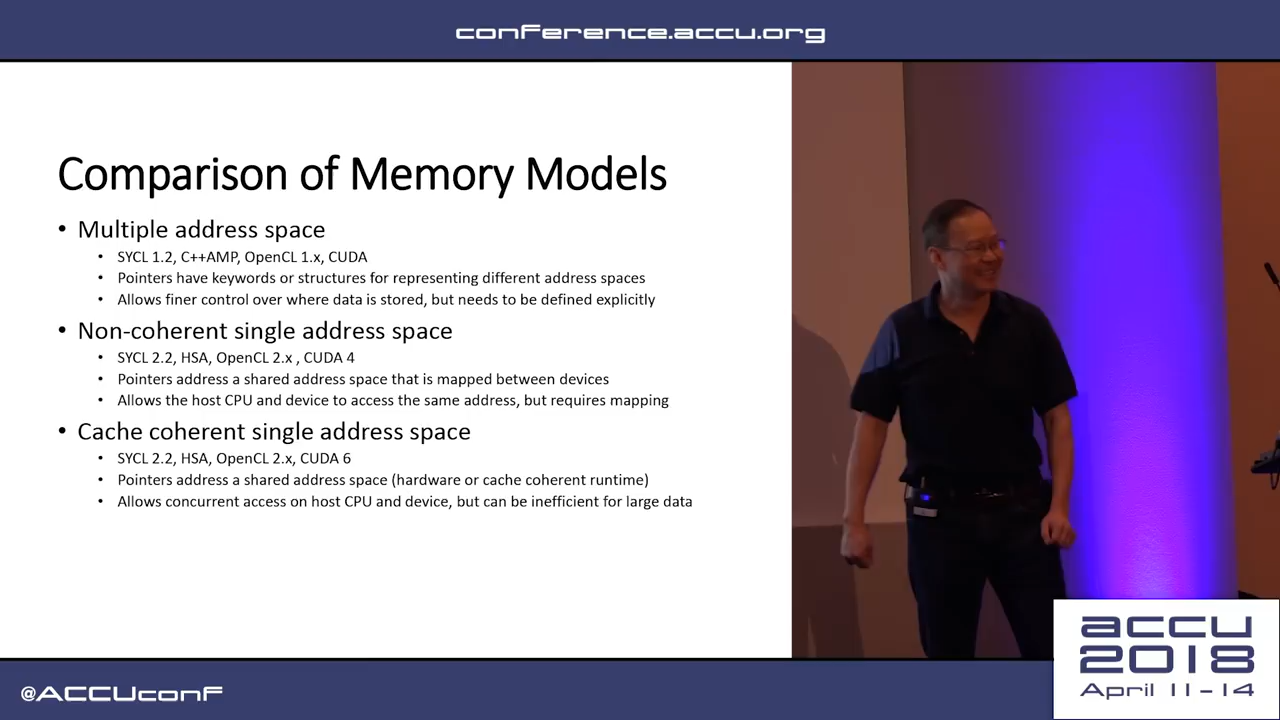 conference.accu.org
Comparison of Memory Models
• Multiple address space
• SYCL 1.2, C++AMP, OpenCL 1.x, CUDA
• Pointers have keywords or structures for representing different address spaces
• Allows finer control over where data is stored, but needs to be defined explicitly
• Non-coherent single address space
• SYCL 2.2, HSA, OpenCL 2.x , CUDA 4
• Pointers address a shared address space that is mapped between devices
• Allows the host CPU and device to access the same address, but requires mapping
• Cache coherent single address space
• SYCL 2.2, HSA, OpenCL 2.x, CUDA 6
• Pointers address a shared address space (hardware or cache coherent runtime)
• Allows concurrent access on host CPU and device, but can be inefficient for large data
@ACCUconf
accu
2018
April 11-14